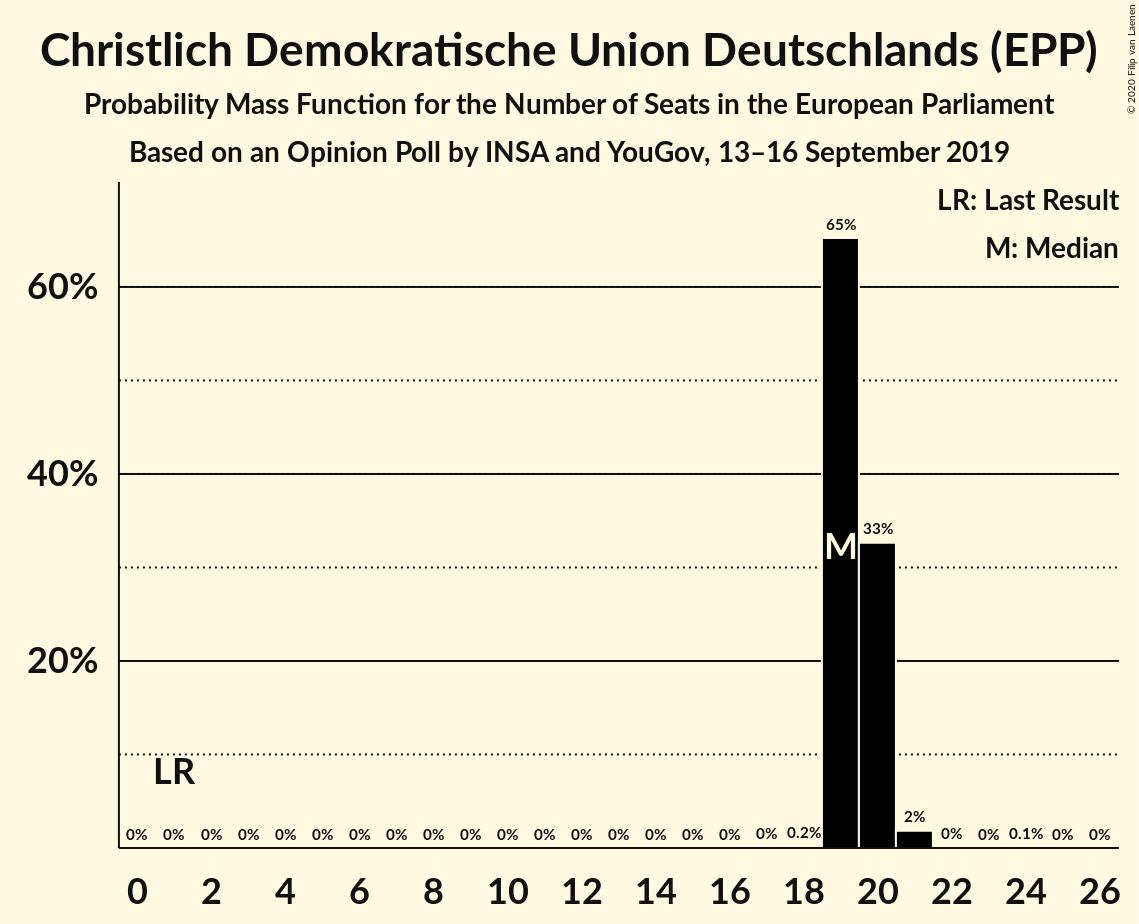 Christlich Demokratische Union Deutschlands (EPP)
Probability Mass Function for the Number of Seats in the European Parliament
Based on an Opinion Poll by INSA and YouGov, 13–16 September 2019
© 2020 Filip van Laenen
LR: Last Result
M: Median
65%
60%
40%
33%
M
20%
LR
2%
0% 0% 0% 0% 0% 0% 0% 0% 0% 0% 0% 0% 0% 0% 0% 0% 0% 0% 0.2% 0% 0% 0.1% 0% 0%
0 2 4 6 8 10 12 14 16 18 20 22 24 26